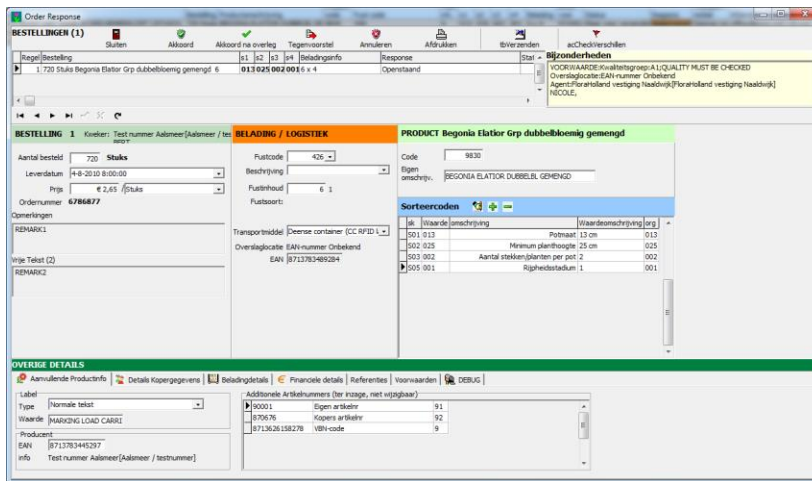 Order Response
BESTELLINGEN (1)
Sluiten Akkoord Akkoord na overleg Tegenvoorstel Annuleren Afdrukken tbVerzenden acCheckVerschillen
Bijzonderheden
Regel Bestelling s1 s2 s3 s4 Beladingsinfo Response Stat
1 720 Stuks Begonia Elatior Grp dubbelbloemig gemengd 6 013 025 002 001 6 x 4 Openstaand
VOORWAARDE:Kwaliteitsgroep:A1;QUALITY MUST BE CHECKED
Overslaglocatie:EAN-nummer Onbekend
Agent:FloraHolland vestiging Naaldwijk[FloraHolland vestiging Naaldwijk]
NICOLE,
BESTELLING 1 Kweker: Test nummer Aalsmeer[Aalsmeer / tes
BELADING / LOGISTIEK
PRODUCT Begonia Elatior Grp dubbelbloemig gemengd
Aantal besteld 720 Stuks
Leverdatum 4-8-2010 8:00:00
Prijs € 2,65 /Stuks
Ordernummer 6786877
Opmerkingen
REMARK1
Vrije Tekst (2)
REMARK2
Fustcode 426
Beschrijving
Fustinhoud 6 1
Fustsoort:
Transportmiddel Deense container (CC RFID L
Overslaglocatie EAN-nummer Onbekend
EAN 8713783489284
Code 9830
Eigen omschrijv. BEGONIA ELATIOR DUBBELBL GEMENGD
Sorteercoden
sk Waarde omschrijving Waardeomschrijving org
S01 013 Potmaat 13 cm 013
S02 025 Minimum planthoogte 25 cm 025
S03 002 Aantal stekken/planten per pot 2 002
S05 001 Rijpheidsstadium 1 001
OVERIGE DETAILS
Aanvullende Productinfo Details Kopergegevens Beladingdetails € Financiele details Referenties Voorwaarden DEBUG
Label
Type Normale tekst
Waarde MARKING LOAD CARRI
Producent
EAN 8713783445297
info Test nummer Aalsmeer[Aalsmeer / testnummer]
Additionele Artikelnummers (ter inzage, niet wijzigbaar)
90001 Eigen artikelnr 91
870676 Kopers artikelnr 92
8713626158278 VBN-code 9